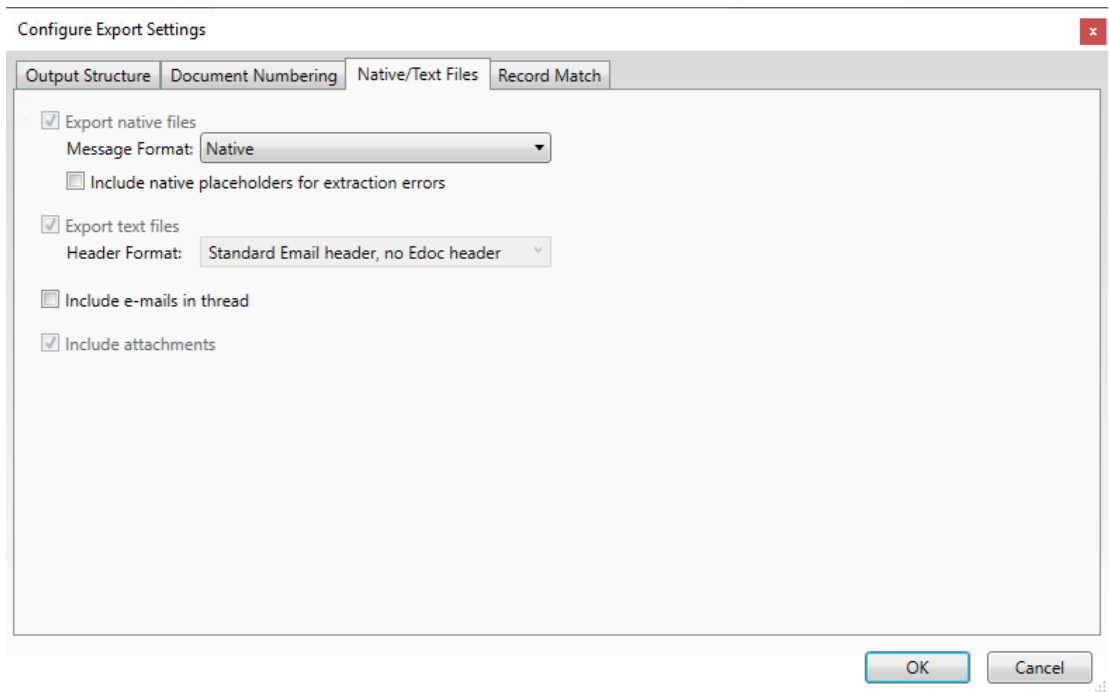 Configure Export Settings
x
Output Structure Document Numbering Native/Text Files Record Match
Export native files
Message Format: Native
Include native placeholders for extraction errors
Export text files
Header Format: Standard Email header, no Edoc header
Include e-mails in thread
Include attachments
OK Cancel